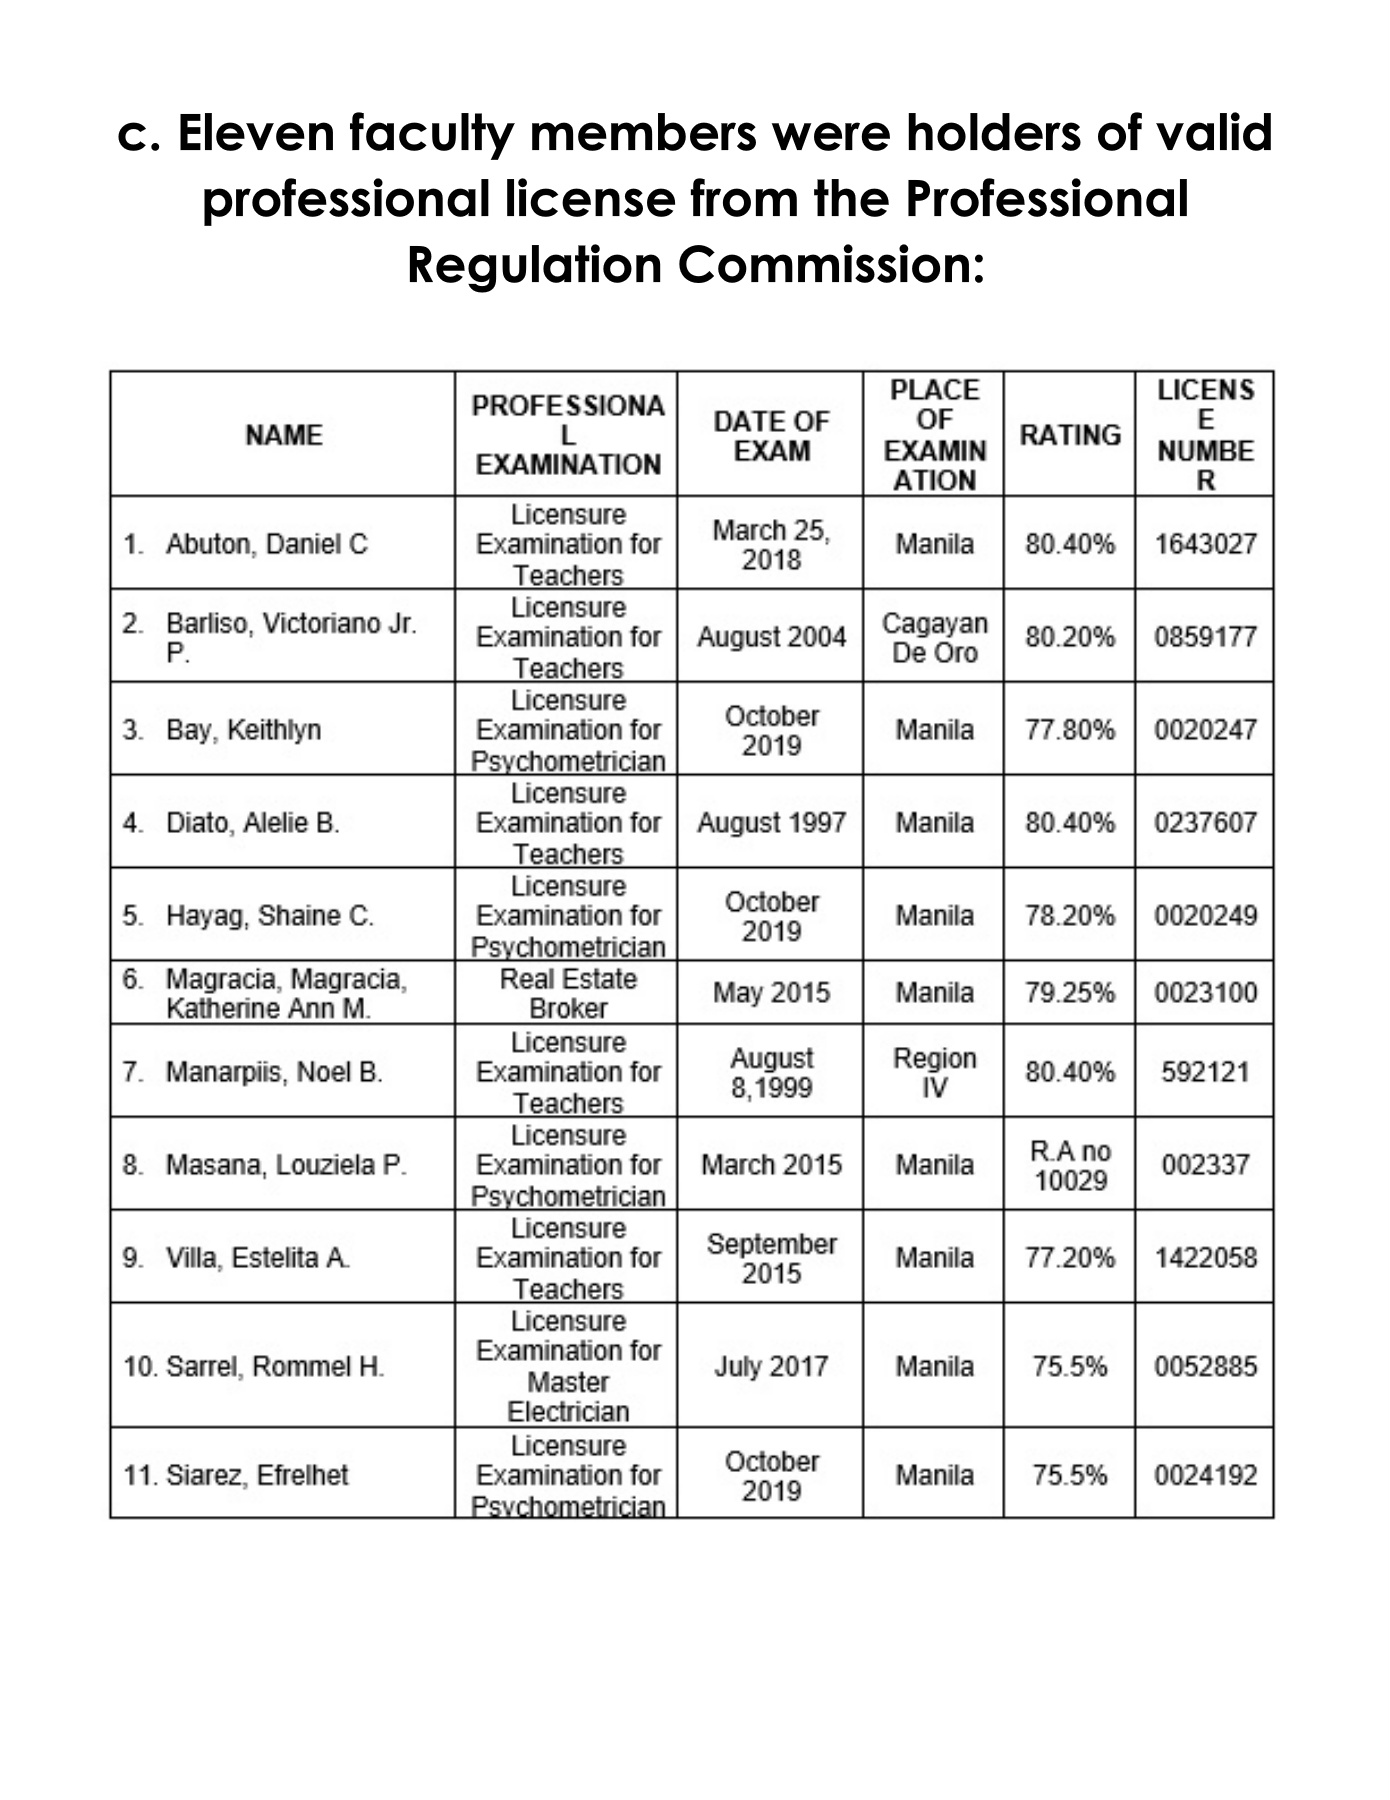 c. Eleven faculty members were holders of valid
professional license from the Professional
Regulation Commission:
NAME
PROFESSIONA
L
EXAMINATION
DATE OF
EXAM
PLACE
OF
EXAMIN
ATION
RATING
LICENS
E
NUMBE
R
1. Abuton, Daniel C
Licensure
Examination for
Teachers
March 25,
2018
Manila
80.40%
1643027
2. Barliso, Victoriano Jr.
P.
Licensure
Examination for
Teachers
August 2004
Cagayan
De Oro
80.20%
0859177
3. Bay, Keithlyn
Licensure
Examination for
Psychometrician
October
2019
Manila
77.80%
0020247
4. Diato, Alelie B.
Licensure
Examination for
Teachers
August 1997
Manila
80.40%
0237607
5. Hayag, Shaine C.
Licensure
Examination for
Psychometrician
October
2019
Manila
78.20%
0020249
6. Magracia, Magracia,
Katherine Ann M.
Real Estate
Broker
May 2015
Manila
79.25%
0023100
7. Manarpiis, Noel B.
Licensure
Examination for
Teachers
August
8,1999
Region
IV
80.40%
592121
8. Masana, Louziela P.
Licensure
Examination for
Psychometrician
March 2015
Manila
R.A no
10029
002337
9. Villa, Estelita A.
Licensure
Examination for
Teachers
September
2015
Manila
77.20%
1422058
10. Sarrel, Rommel H.
Licensure
Examination for
Master
Electrician
July 2017
Manila
75.5%
0052885
11. Siarez, Efrelhet
Licensure
Examination for
Psychometrician
October
2019
Manila
75.5%
0024192